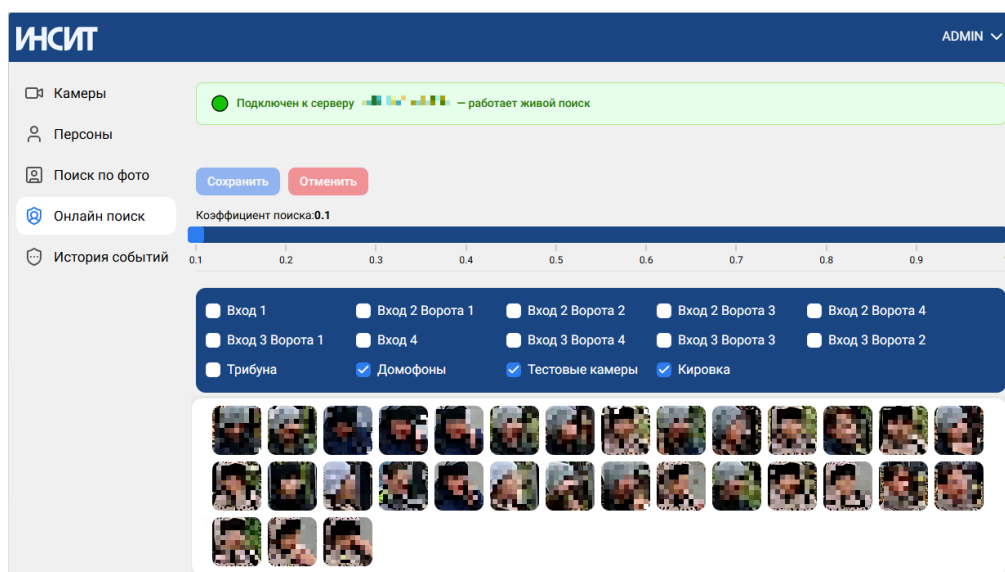 ИНСИТ
ADMIN
Камеры
Персоны
Поиск по фото
Онлайн поиск
История событий
Подключен к серверу — работает живой поиск
Сохранить Отменить
Коэффициент поиска:0.1
0.1 0.2 0.3 0.4 0.5 0.6 0.7 0.8 0.9
Вход 1 Вход 2 Ворота 1 Вход 2 Ворота 2 Вход 2 Ворота 3 Вход 2 Ворота 4
Вход 3 Ворота 1 Вход 4 Вход 3 Ворота 4 Вход 3 Ворота 3 Вход 3 Ворота 2
Трибуна Домофоны Тестовые камеры Кировка